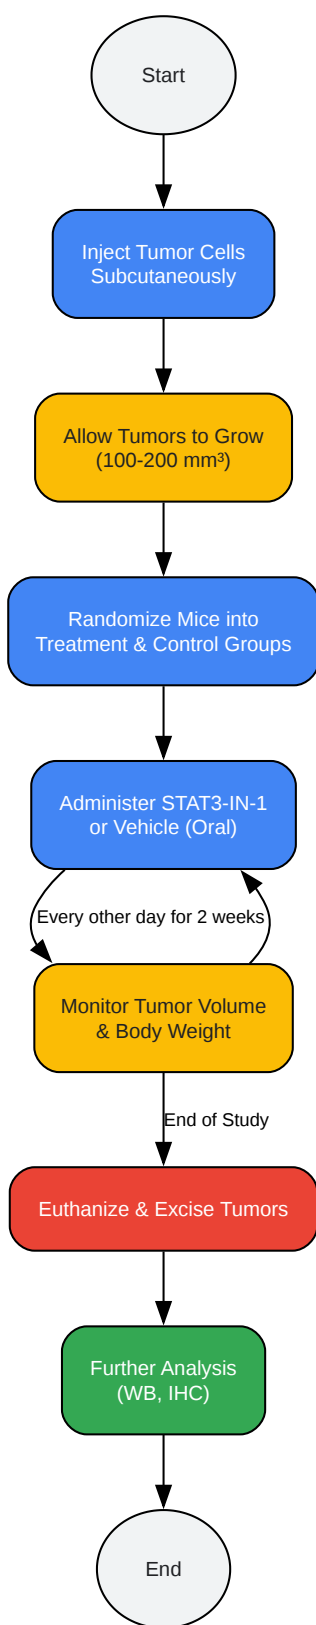 Start
Inject Tumor Cells
Subcutaneously
Allow Tumors to Grow
(100-200 mm³)
Randomize Mice into
Treatment & Control Groups
Administer STAT3-IN-1
or Vehicle (Oral)
Every other day for 2 weeks
Monitor Tumor Volume
& Body Weight
End of Study
Euthanize & Excise Tumors
Further Analysis
(WB, IHC)
End